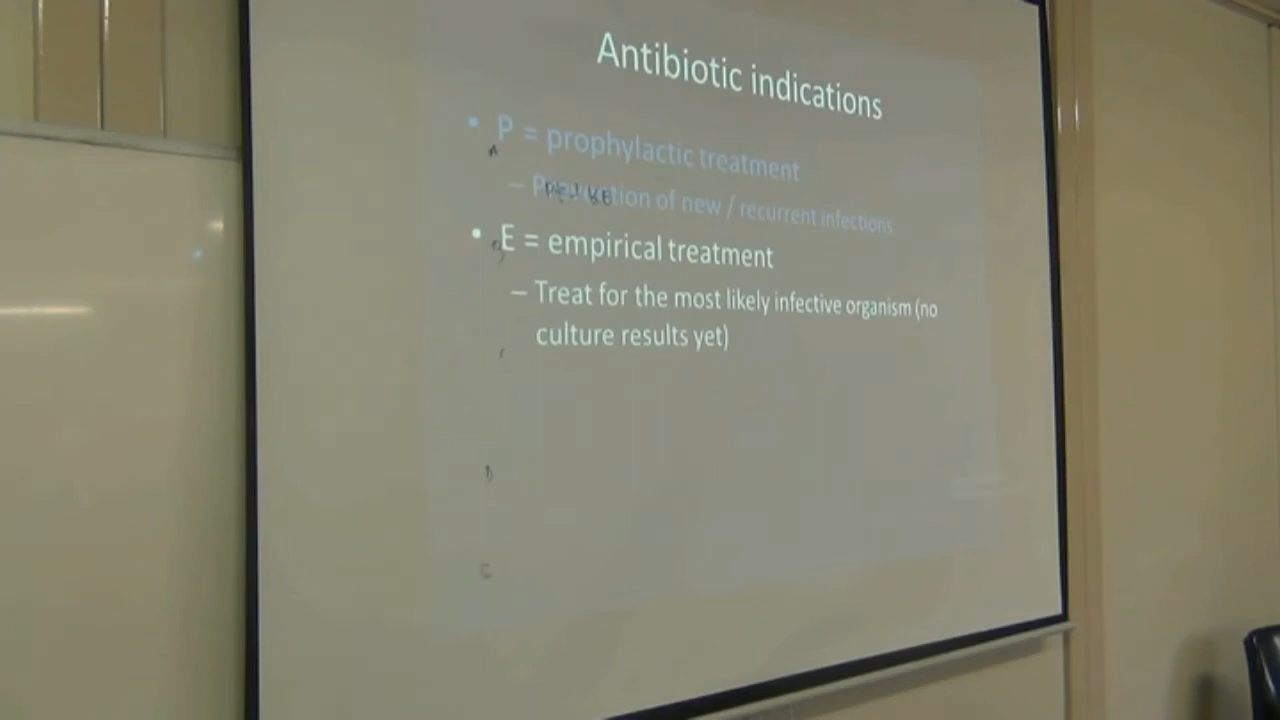 Antibiotic indications
• P = prophylactic treatment
A
– Prevention of new / recurrent infections
• E = empirical treatment
– Treat for the most likely infective organism (no
culture results yet)
D
E